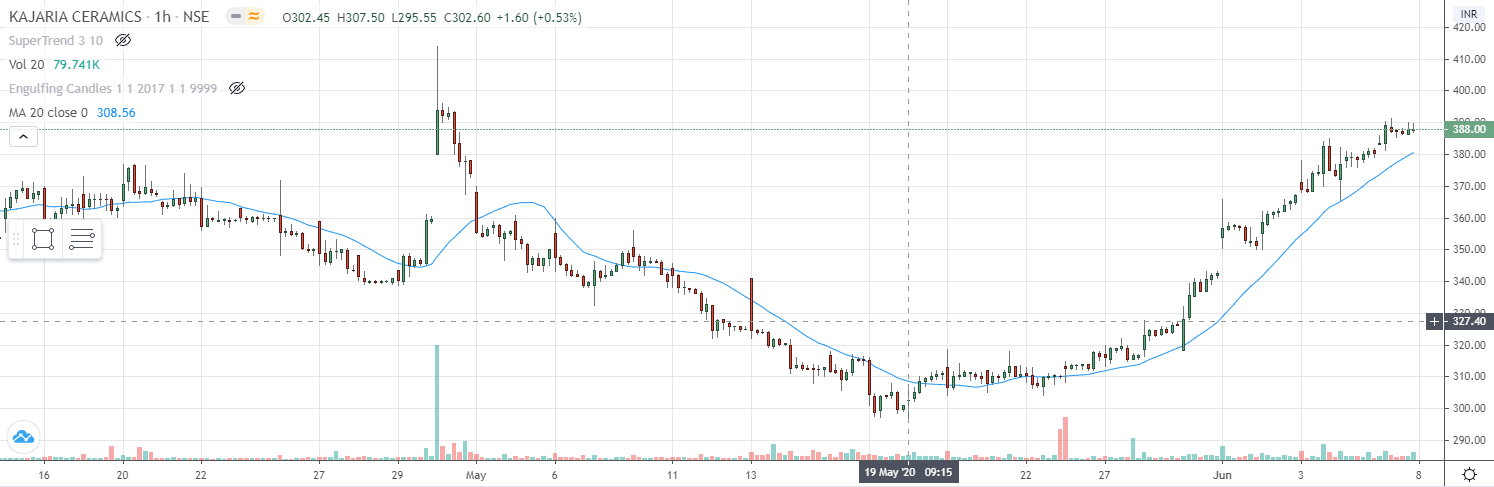 KAJARIA CERAMICS · 1h · NSE O302.45 H307.50 L295.55 C302.60 +1.60 (+0.53%)
SuperTrend 3 10
Vol 20 79.741K
Engulfing Candles 1 1 2017 1 1 9999
MA 20 close 0 308.56
INR
420.00
410.00
400.00
388.00
380.00
370.00
360.00
350.00
340.00
327.40
320.00
310.00
300.00
290.00
16 20 22 27 29 May 6 11 13 19 May '20 09:15 22 27 Jun 3 8